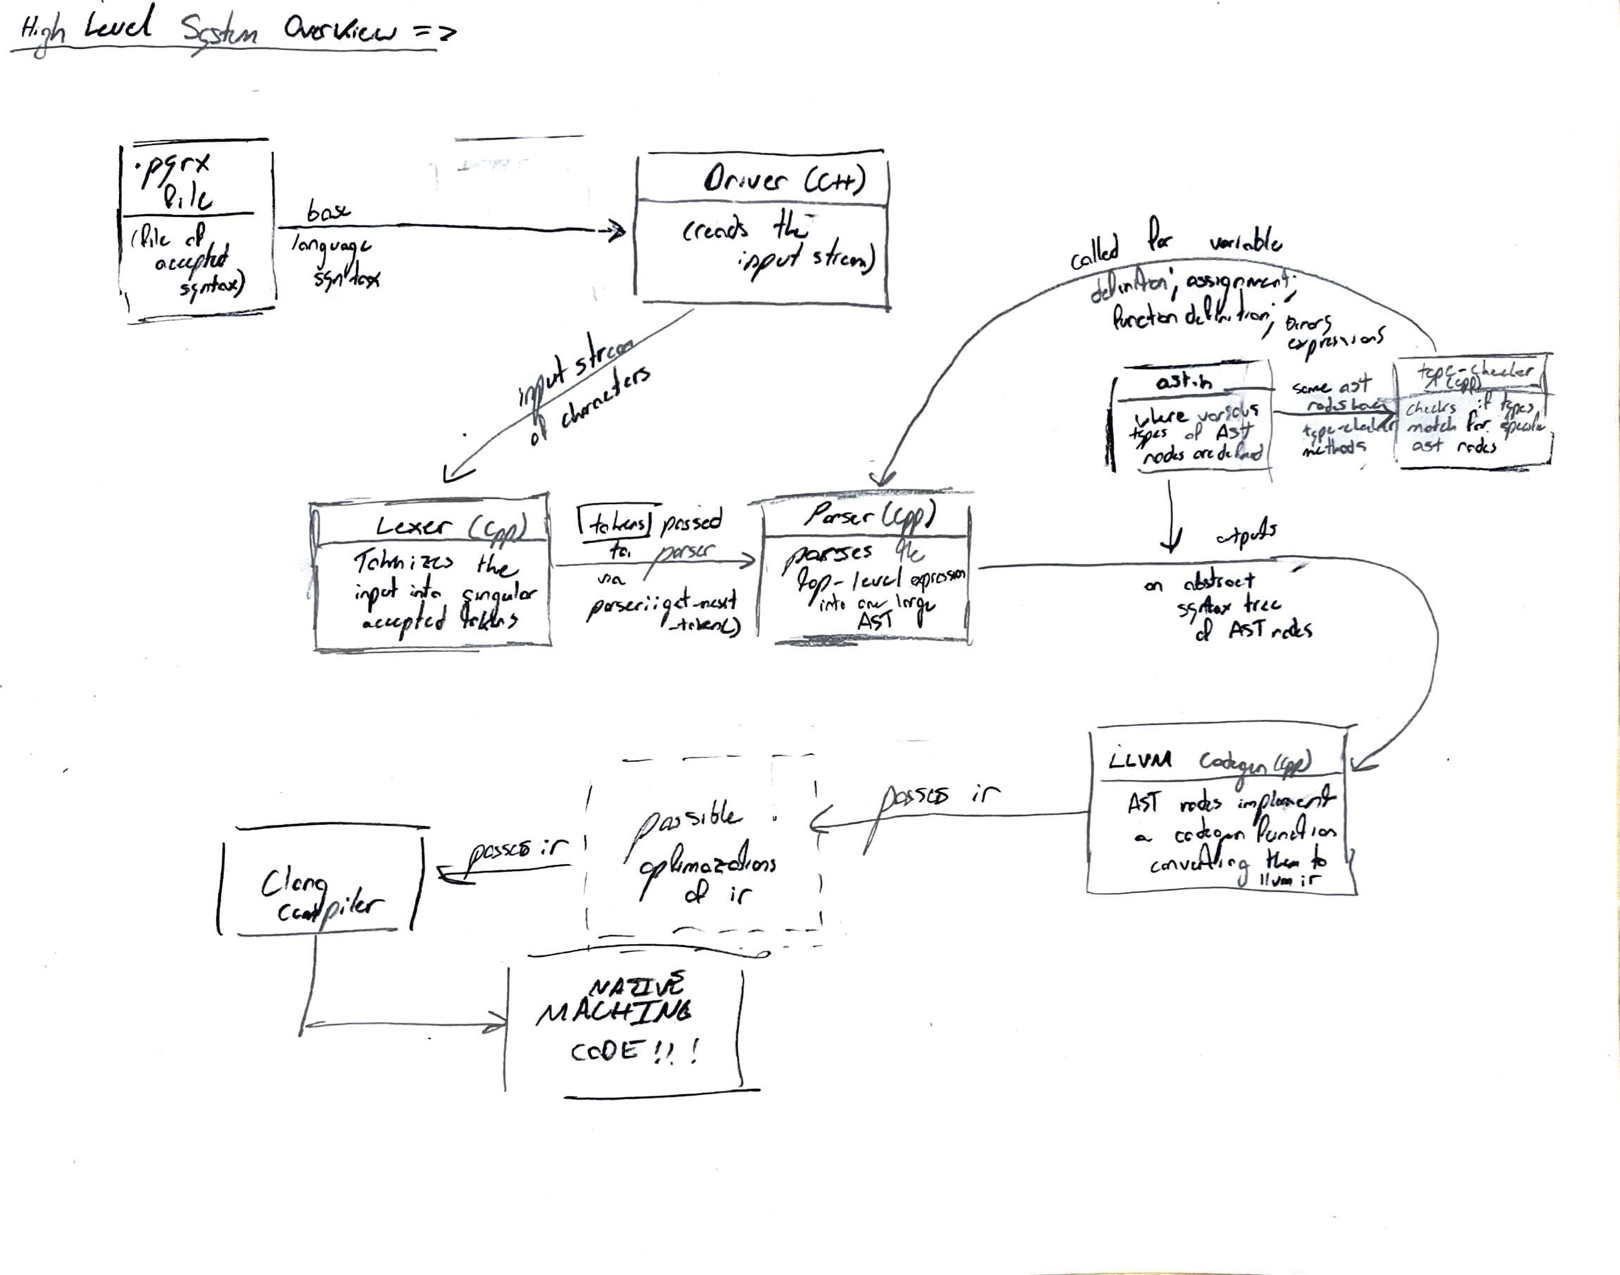 High Level System Overview =>
.pyrx
file
(file of
accepted
syntax)
base
language
syntax
Driver (C++)
(reads the
input stream)
input stream
of characters
Lexer (cpp)
Toknizes the
input into singular
accepted tokens
tokens passed
to parser
via
parser::get_next
_token()
Parser (cpp)
parses the
top-level expression
into one large
AST
called for variable
definition; assignment;
function definition;
binary
expressions
ast.h
where various
types of AST
nodes are defined
some ast
nodes have
type-checker
methods
type-checker
(cpp)
checks if types
match for specific
ast nodes
outputs
an abstract
syntax tree
of AST nodes
LLVM Codegen (cpp)
AST nodes implement
a codegen function
converting them to
llvm ir
passes ir
possible
optimazations
of ir
passes ir
Clang
compiler
NATIVE
MACHINE
CODE!!!